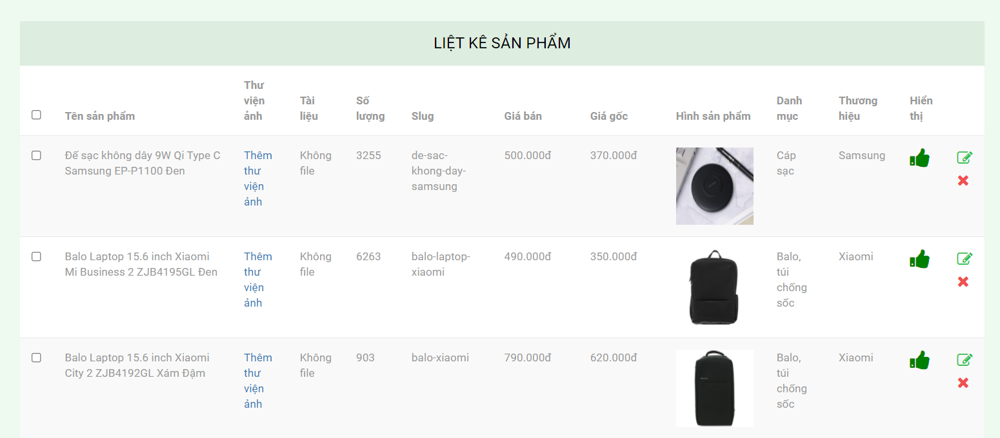 LIỆT KÊ SẢN PHẨM
Tên sản phẩm
Thư
viện
ảnh
Tài
liệu
Số
lượng
Slug
Giá bán
Giá gốc
Hình sản phẩm
Danh
mục
Thương
hiệu
Hiển
thị
Đế sạc không dây 9W Qi Type C
Samsung EP-P1100 Đen
Thêm
thư
viện
ảnh
Không
file
3255
de-sac-
khong-day-
samsung
500.000đ
370.000đ
Cáp
sạc
Samsung
Balo Laptop 15.6 inch Xiaomi
Mi Business 2 ZJB4195GL Đen
Thêm
thư
viện
ảnh
Không
file
6263
balo-laptop-
xiaomi
490.000đ
350.000đ
Balo,
túi
chống
sốc
Xiaomi
Balo Laptop 15.6 inch Xiaomi
City 2 ZJB4192GL Xám Đậm
Thêm
thư
viện
ảnh
Không
file
903
balo-xiaomi
790.000đ
620.000đ
Balo,
túi
chống
sốc
Xiaomi